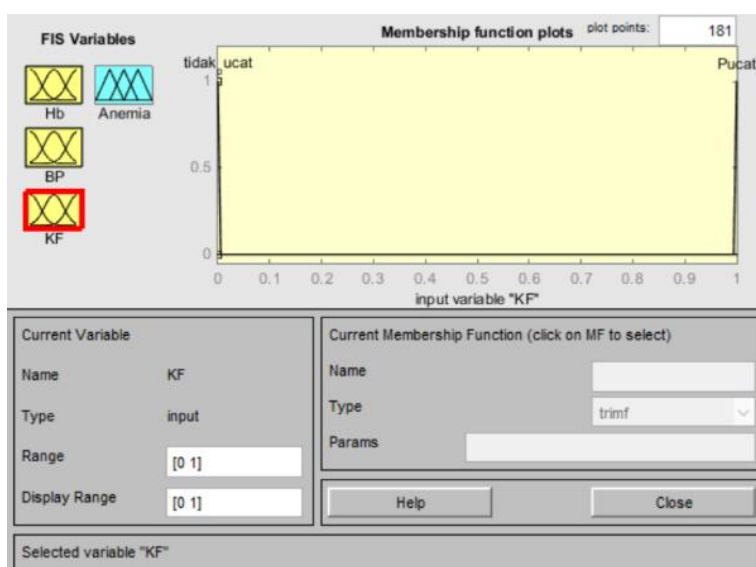 FIS Variables
Membership function plots plot points: 181
tidak_ucat Pucat
Hb Anemia
BP
KF
1
0.5
0
0 0.1 0.2 0.3 0.4 0.5 0.6 0.7 0.8 0.9 1
input variable "KF"
Current Variable
Name KF
Type input
Range [0 1]
Display Range [0 1]
Current Membership Function (click on MF to select)
Name
Type trimf
Params
Help Close
Selected variable "KF"